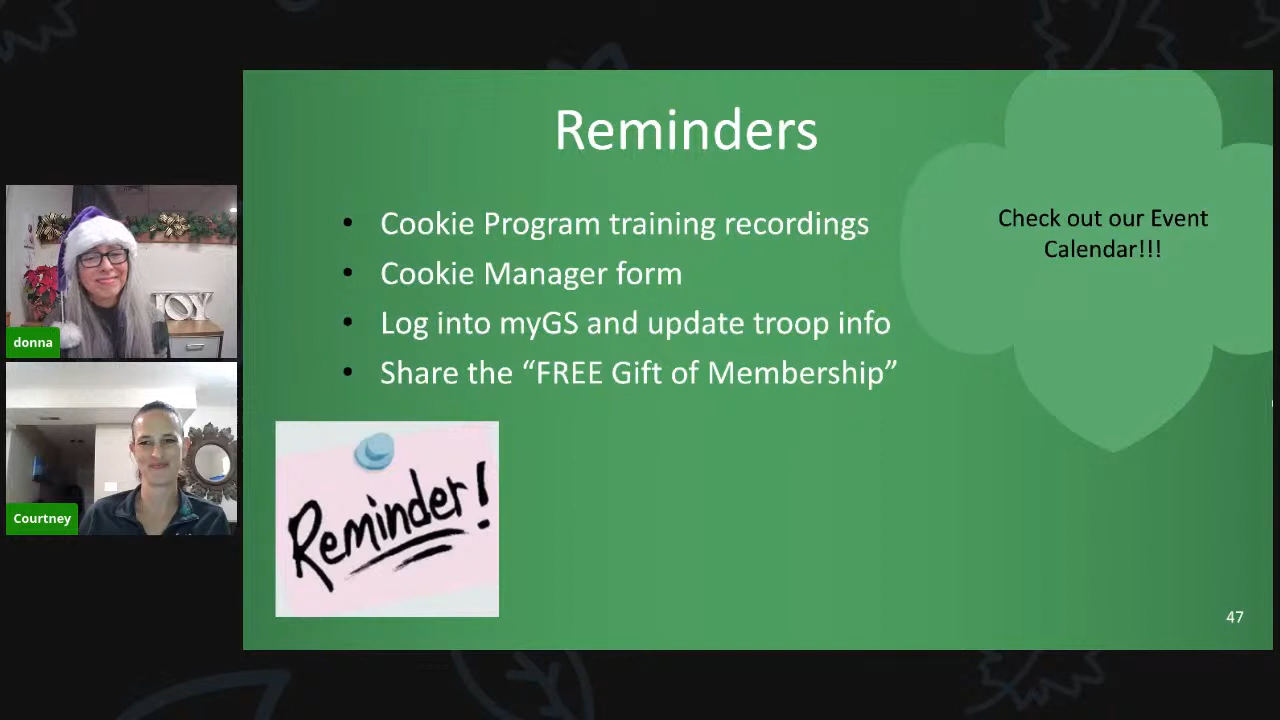 Reminders
• Cookie Program training recordings
• Cookie Manager form
• Log into myGS and update troop info
• Share the “FREE Gift of Membership”
Check out our Event
Calendar!!!
Reminder!
47
JOY
donna
Courtney